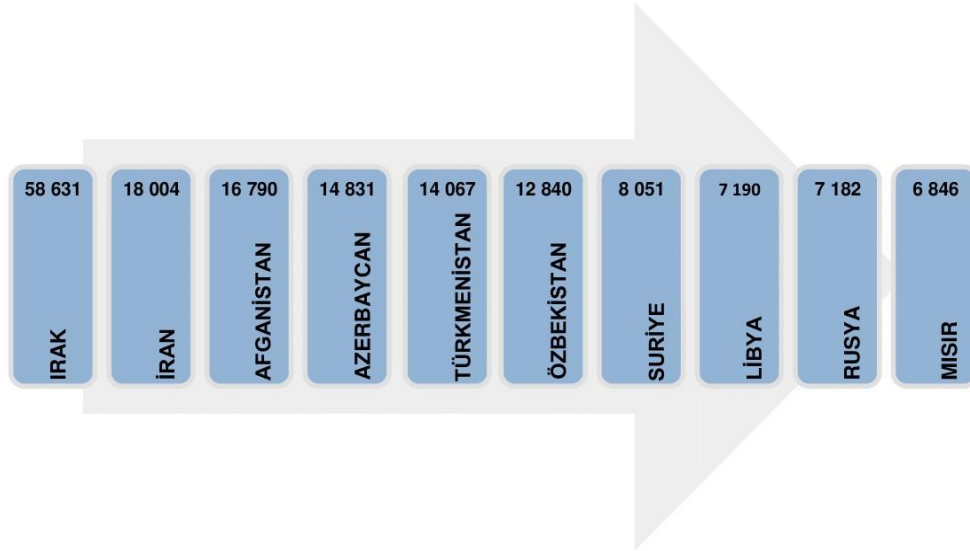 58 631
IRAK
18 004
İRAN
16 790
AFGANİSTAN
14 831
AZERBAYCAN
14 067
TÜRKMENİSTAN
12 840
ÖZBEKİSTAN
8 051
SURİYE
7 190
LİBYA
7 182
RUSYA
6 846
MISIR